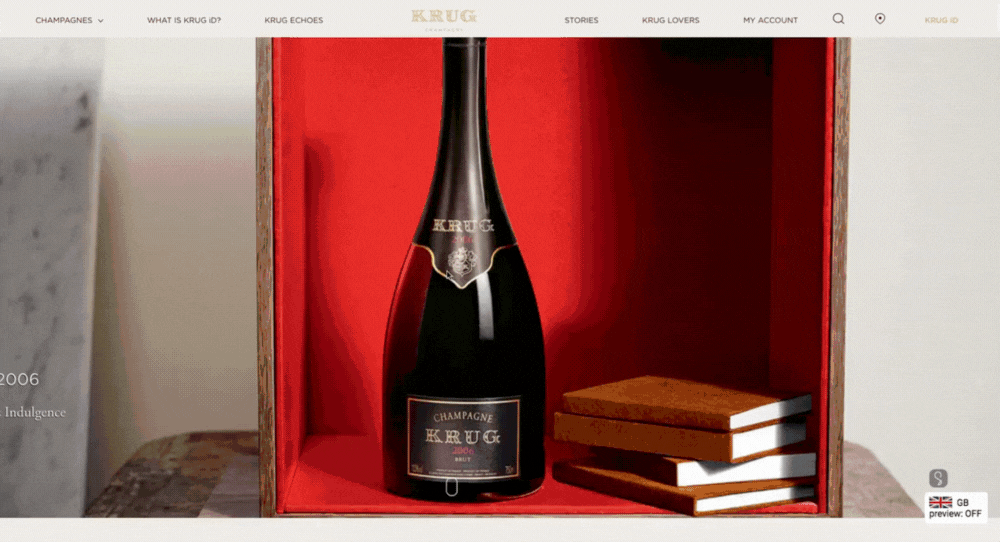 CHAMPAGNES
WHAT IS KRUG iD?
KRUG ECHOES
KRUG
CHAMPAGNE
STORIES
KRUG LOVERS
MY ACCOUNT
KRUG iD
KRUG
2006
2006
Indulgence
CHAMPAGNE
KRUG
2006
BRUT
GB
preview: OFF